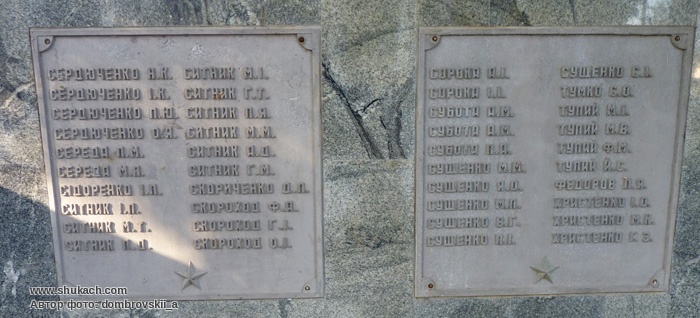 СЕРДЮЧЕНКО Н.К.
СЕРДЮЧЕНКО І.К.
СЕРДЮЧЕНКО П.Ю.
СЕРДЮЧЕНКО О.Я.
СЕРЕДА П.М.
СЕРЕДА М.Я.
СІДОРЕНКО І.П.
СИТНИК І.П.
СИТНИК М.Т.
СИТНИК П.О.
СИТНИК М.І.
СИТНИК Г.Т.
СИТНИК П.Я.
СИТНИК М.М.
СИТНИК А.Д.
СИТНИК Г.М.
СКОРИЧЕНКО Д.П.
СКОРОХОД Ф.А.
СКОРОХОД Г.І.
СКОРОХОД О.І.
СОРОКА А.І.
СОРОКА І.І.
СУБОТА А.М.
СУБОТА А.М.
СУБОТА П.А.
СУЩЕНКО М.М.
СУЩЕНКО Я.О.
СУЩЕНКО М.П.
СУЩЕНКО В.Г.
СУЩЕНКО П.І.
СУЩЕНКО С.І.
ТУМКО С.О.
ТУПИЙ М.І.
ТУПИЙ М.В.
ТУПИЙ Ф.М.
ТУПИЙ Й.С.
ФЕДОРОВ
ХРИСТЕНКО І.О.
ХРИСТЕНКО М.К.
ХРИСТЕНКО К.З.
www.shukach.com
Автор фото: dombrovskii_a